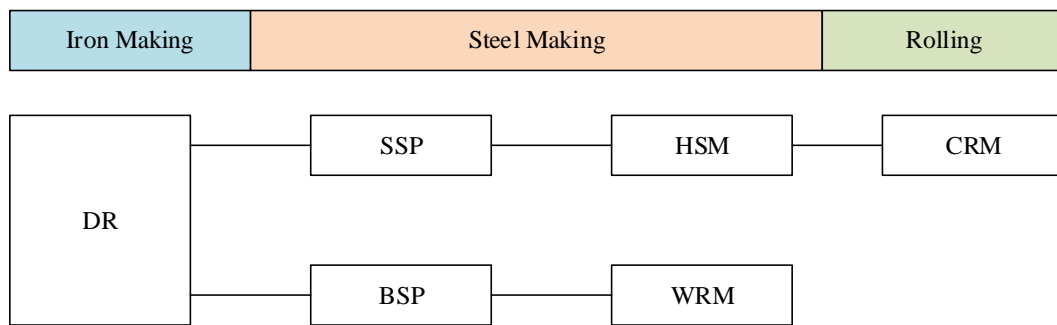 Iron Making
Steel Making
Rolling
SSP
HSM
CRM
DR
BSP
WRM